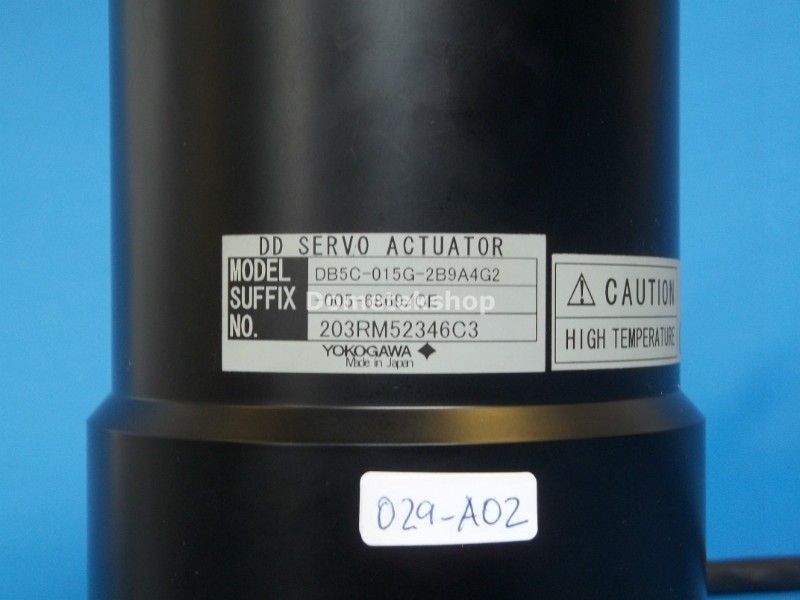 DD SERVO ACTUATOR
MODEL DB5C-015G-2B9A4G2
SUFFIX
NO. 203RM52346C3
YOKOGAWA
Made in Japan
CAUTION
HIGH TEMPERATURE
029-A02